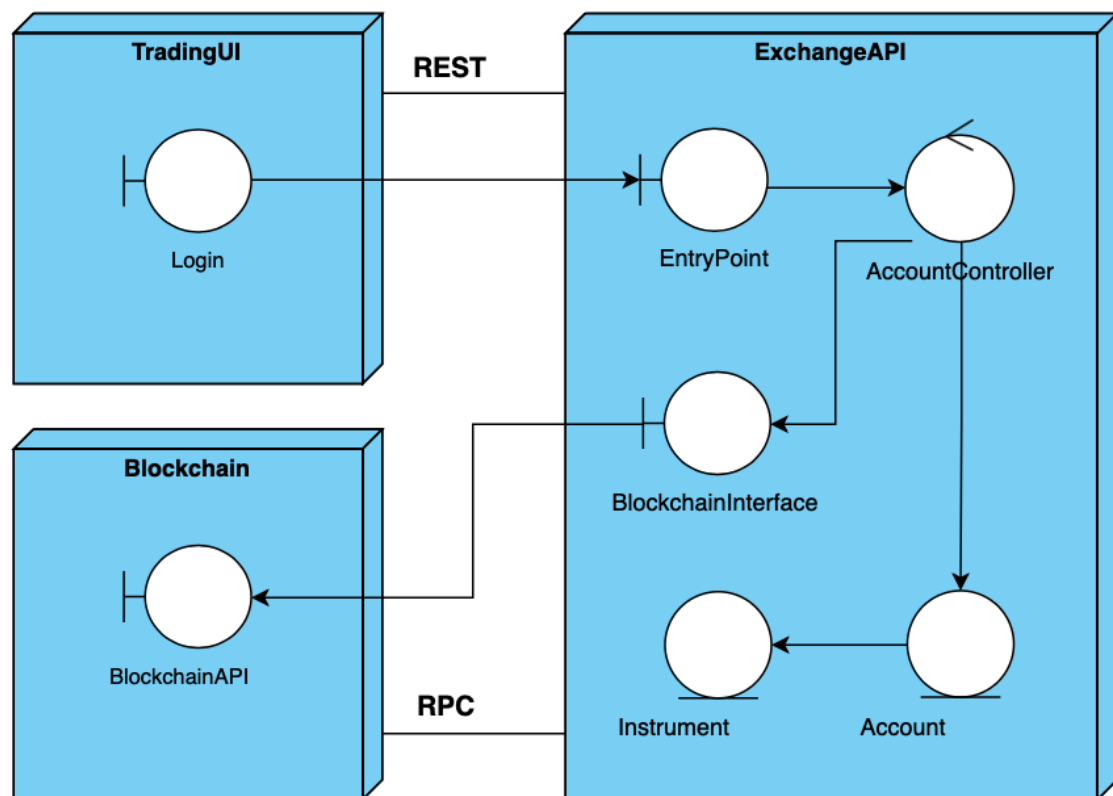 TradingUI
REST
ExchangeAPI
Login
EntryPoint
AccountController
Blockchain
BlockchainInterface
BlockchainAPI
RPC
Instrument
Account